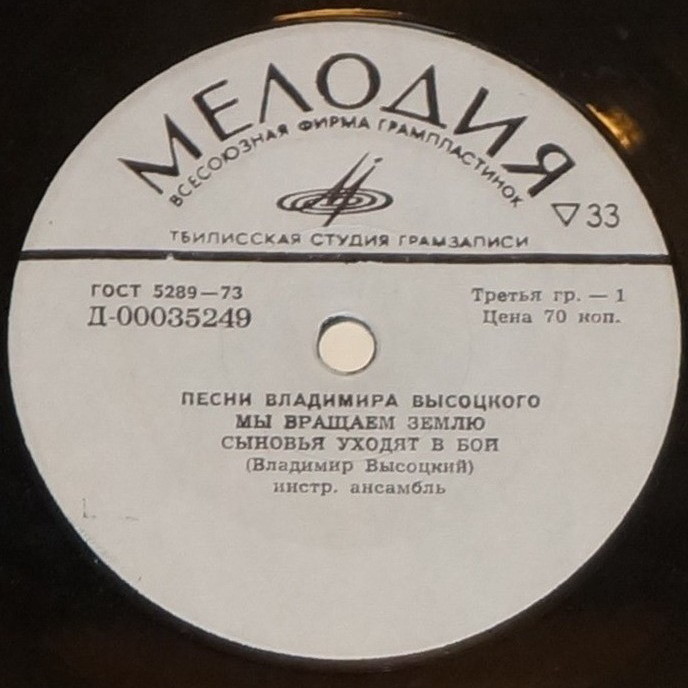 МЕЛОДИЯ
ВСЕСОЮЗНАЯ ФИРМА ГРАМПЛАСТИНОК
▽33
ТБИЛИССКАЯ СТУДИЯ ГРАМЗАПИСИ
ГОСТ 5289—73
Третья гр. — 1
Д-00035249
Цена 70 коп.
ПЕСНИ ВЛАДИМИРА ВЫСОЦКОГО
МЫ ВРАЩАЕМ ЗЕМЛЮ
СЫНОВЬЯ УХОДЯТ В БОЙ
(Владимир Высоцкий)
инстр. ансамбль